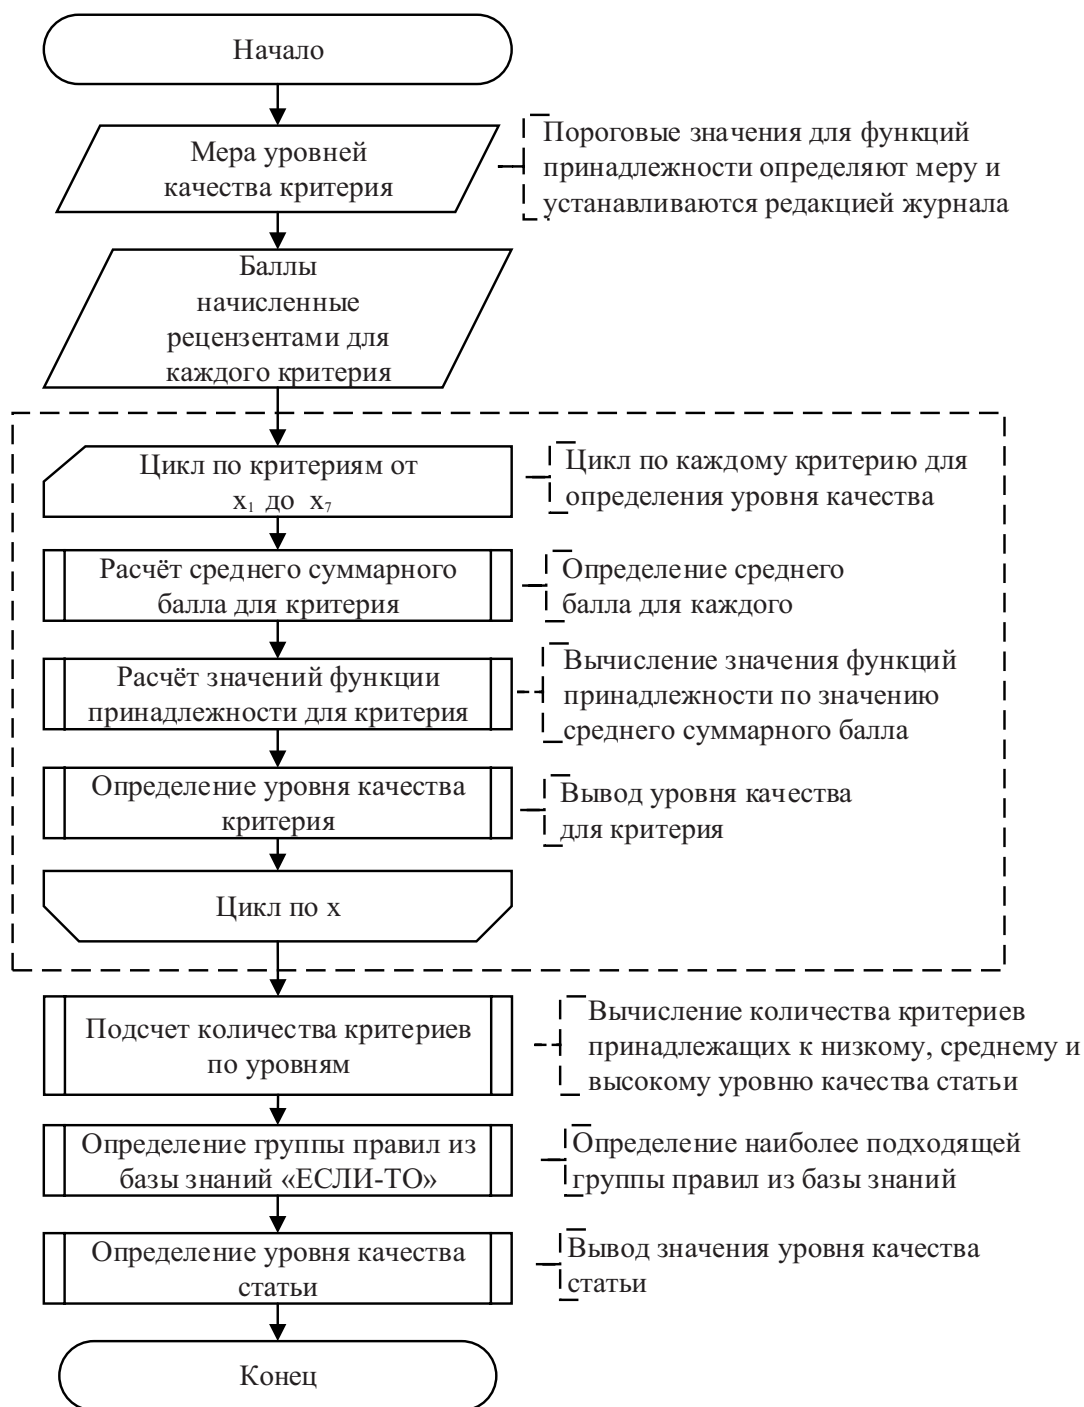 Начало
Мера уровней
качества критерия
Пороговые значения для функций
принадлежности определяют меру и
устанавливаются редакцией журнала
Баллы
начисленные
рецензентами для
каждого критерия
Цикл по критериям от
x₁ до x₇
Цикл по каждому критерию для
определения уровня качества
Расчёт среднего суммарного
балла для критерия
Определение среднего
балла для каждого
Расчёт значений функции
принадлежности для критерия
Вычисление значения функций
принадлежности по значению
среднего суммарного балла
Определение уровня качества
критерия
Вывод уровня качества
для критерия
Цикл по x
Подсчет количества критериев
по уровням
Вычисление количества критериев
принадлежащих к низкому, среднему и
высокому уровню качества статьи
Определение группы правил из
базы знаний «ЕСЛИ-ТО»
Определение наиболее подходящей
группы правил из базы знаний
Определение уровня качества
статьи
Вывод значения уровня качества
статьи
Конец